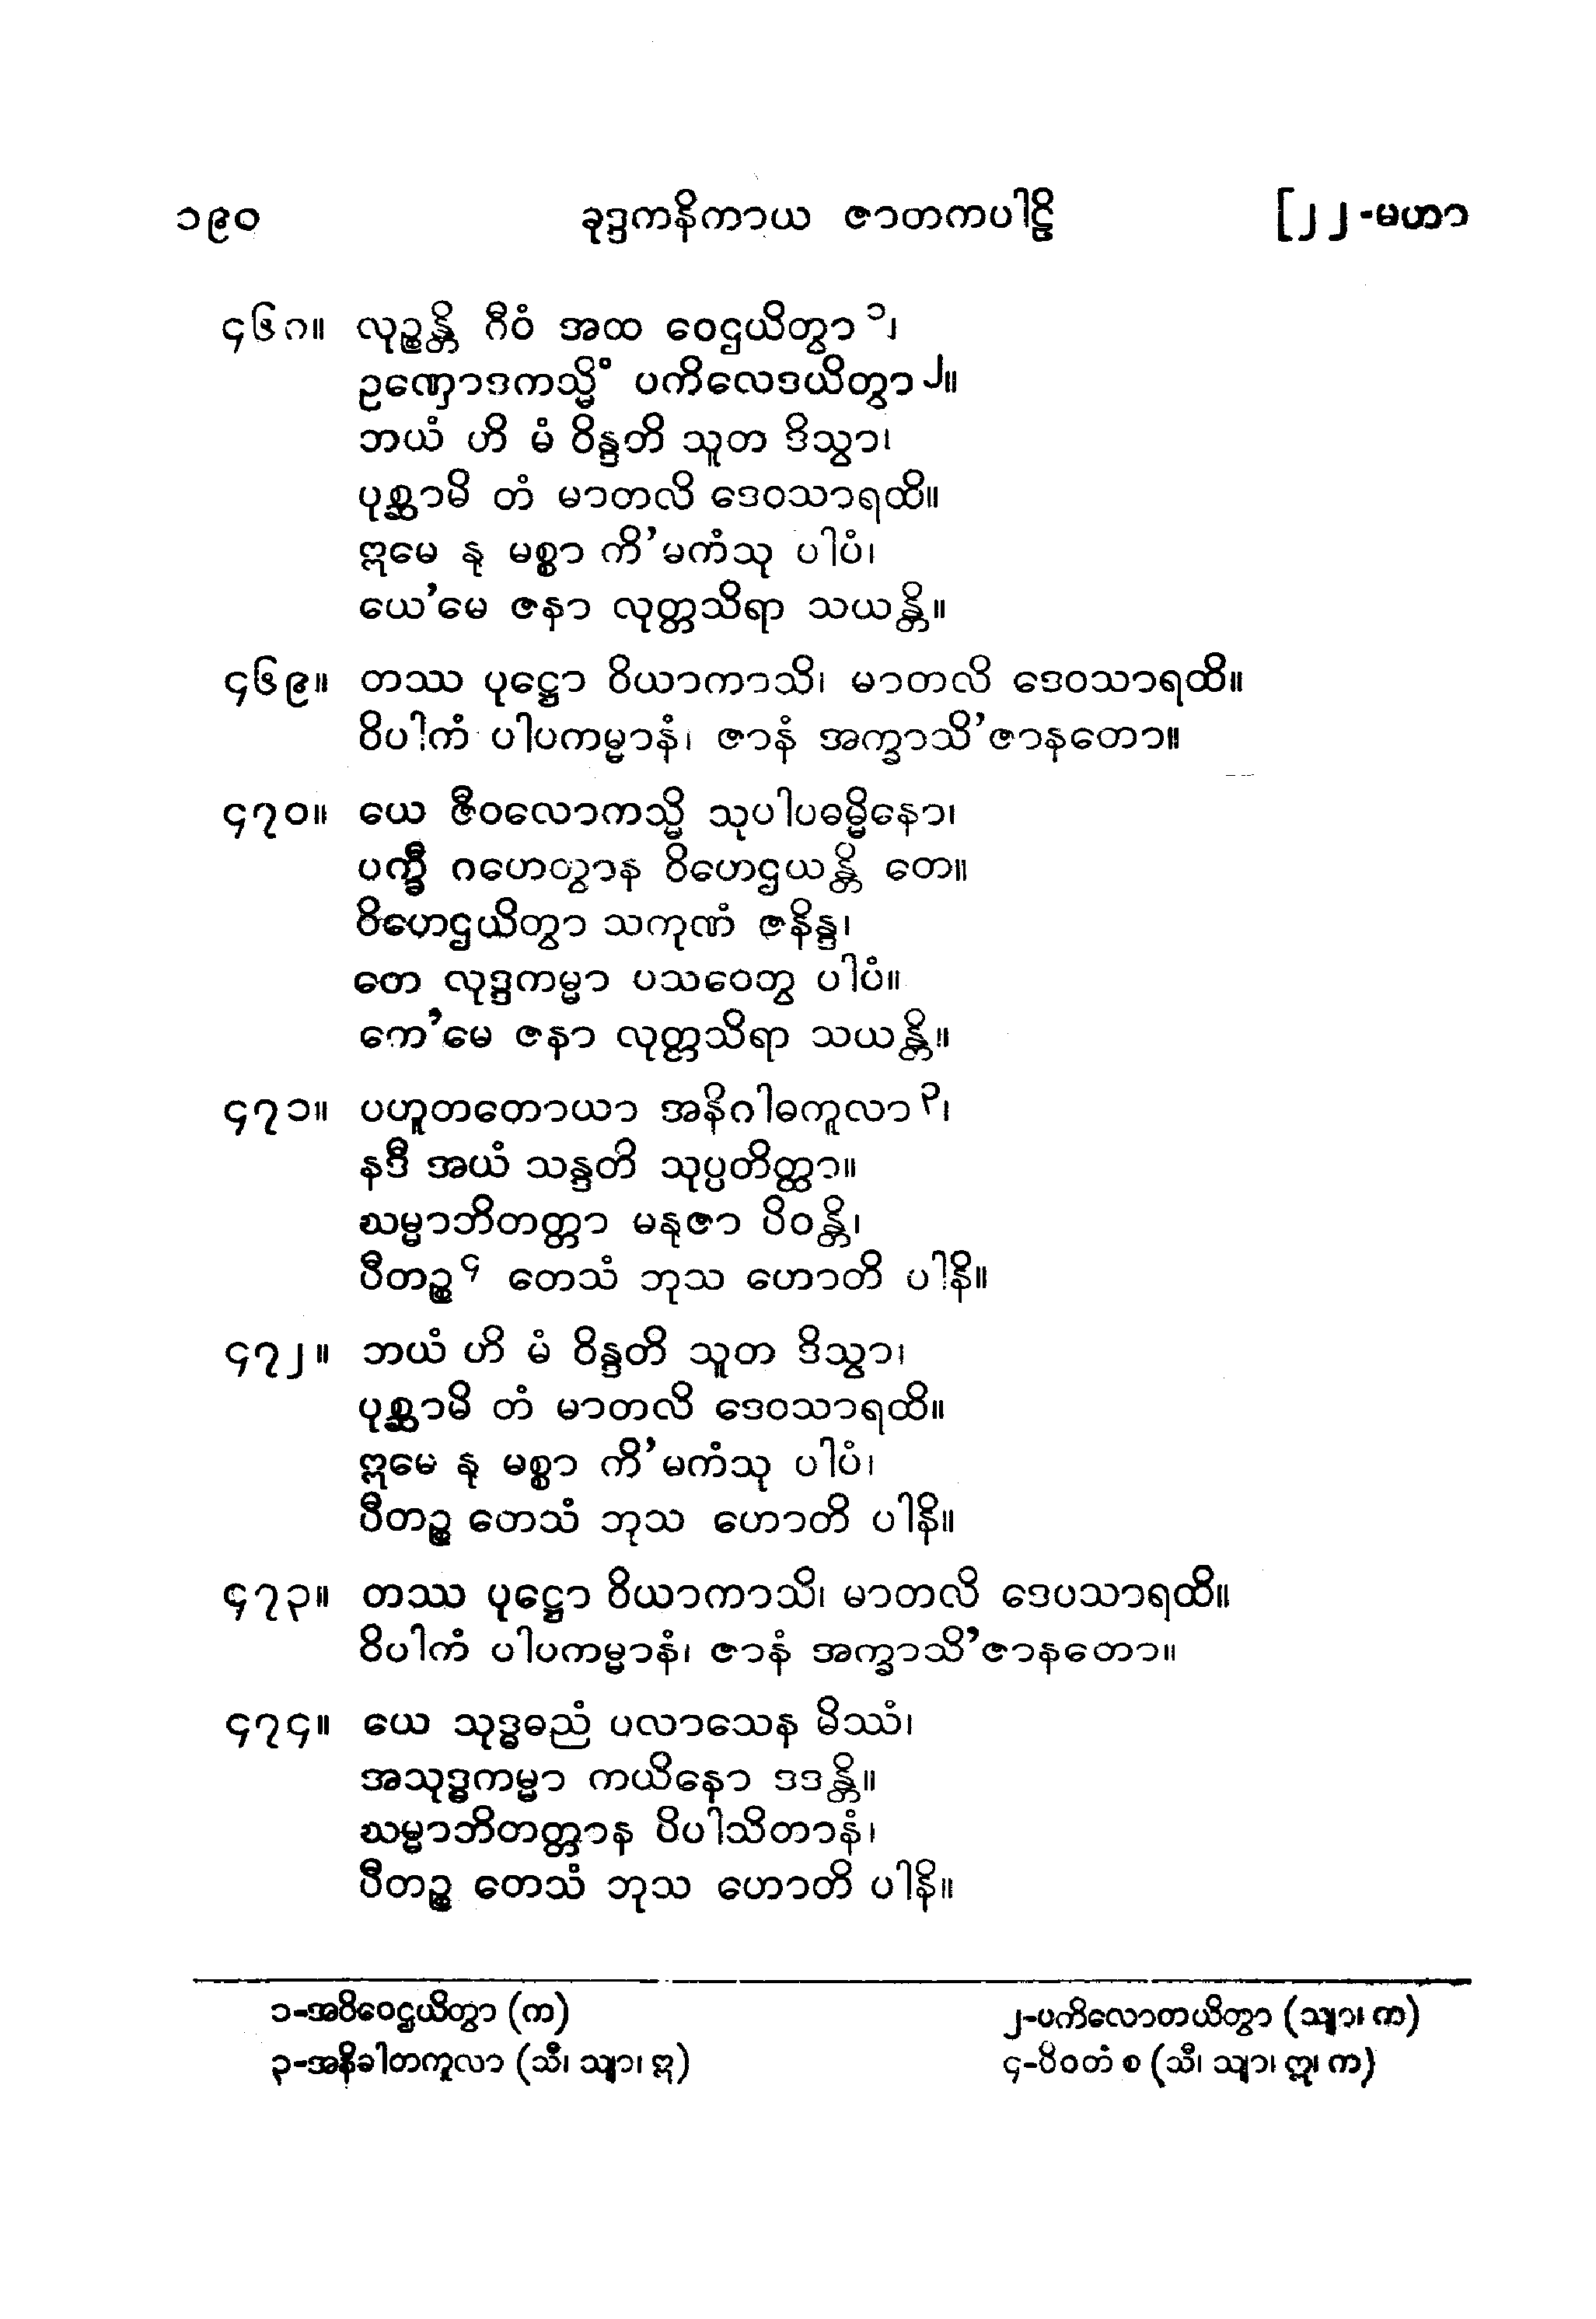 ၁၉၀ ခုဒ္ဒကနိကာယ ဇာတကပါဠိ [၂၂-မဟာ
၄၆၈။ လုဉ္စန္တိ ဂီဝံ အထ ဝေဌယိတွာ၁၊
ဥဏှောဒကသ္မိံ ပကိလေဒယိတွာ၂။
ဘယံ ဟိ မံ ဝိန္ဒတိ သူတ ဒိသွာ၊
ပုစ္ဆာမိ တံ မာတလိ ဒေဝသာရထိ။
ဣမေ နု မစ္စာ ကိ’မကံသု ပါပံ၊
ယေ’မေ ဇနာ လုတ္တသိရာ သယန္တိ။
၄၆၉။ တဿ ပုဋ္ဌော ဝိယာကာသိ၊ မာတလိ ဒေဝသာရထိ။
ဝိပါကံ ပါပကမ္မာနံ၊ ဇာနံ အက္ခာသိ’ဇာနတော။
၄၇၀။ ယေ ဇီဝလောကသ္မိ သုပါပဓမ္မိနော၊
ပက္ခီ ဂဟေတွာန ဝိဟေဌယန္တိ တေ။
ဝိဟေဌယိတွာ သကုဏံ ဇနိန္ဒ၊
တေ လုဒ္ဒကမ္မာ ပသဝေတွ ပါပံ။
ကေ’မေ ဇနာ လုတ္တသိရာ သယန္တိ။
၄၇၁။ ပဟူတတောယာ အနိဂါဓကူလာ၃၊
နဒီ အယံ သန္ဒတိ သုပ္ပတိတ္ထာ။
ဃမ္မာဘိတတ္တာ မနုဇာ ပိဝန္တိ၊
ပီတဉ္စ၄ တေသံ ဘုသ ဟောတိ ပါနိ။
၄၇၂။ ဘယံ ဟိ မံ ဝိန္ဒတိ သူတ ဒိသွာ၊
ပုစ္ဆာမိ တံ မာတလိ ဒေဝသာရထိ။
ဣမေ နု မစ္စာ ကိ’မကံသု ပါပံ၊
ပီတဉ္စ တေသံ ဘုသ ဟောတိ ပါနိ။
၄၇၃။ တဿ ပုဋ္ဌော ဝိယာကာသိ၊ မာတလိ ဒေပသာရထိ။
ဝိပါကံ ပါပကမ္မာနံ၊ ဇာနံ အက္ခာသိ’ဇာနတော။
၄၇၄။ ယေ သုဒ္ဓဓညံ ပလာသေန မိဿံ၊
အသုဒ္ဓကမ္မာ ကယိနော ဒဒန္တိ။
ဃမ္မာဘိတတ္တာန ပိပါသိတာနံ၊
ပီတဉ္စ တေသံ ဘုသ ဟောတိ ပါနိ။
၁-အဝိဝေဌယိတွာ (က) ၂-ပကိလောတယိတွာ (သျာ၊ က)
၃-အနိခါတကူလာ (သီ၊ သျာ၊ ဣ) ၄-ပိဝတံ စ (သီ၊ သျာ၊ ဣ၊ က)